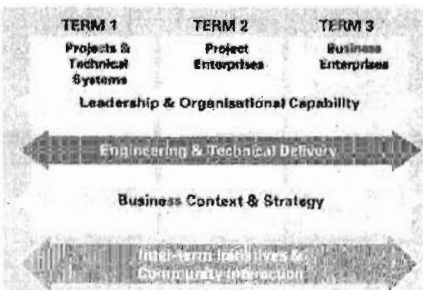 TERM 1 TERM 2 TERM 3
Projects & Project Business
Technical Enterprises Enterprises
Systems
Leadership & Organisational Capability
Engineering & Technical Delivery
Business Context & Strategy
Inter-term Initiatives &
Community Interaction